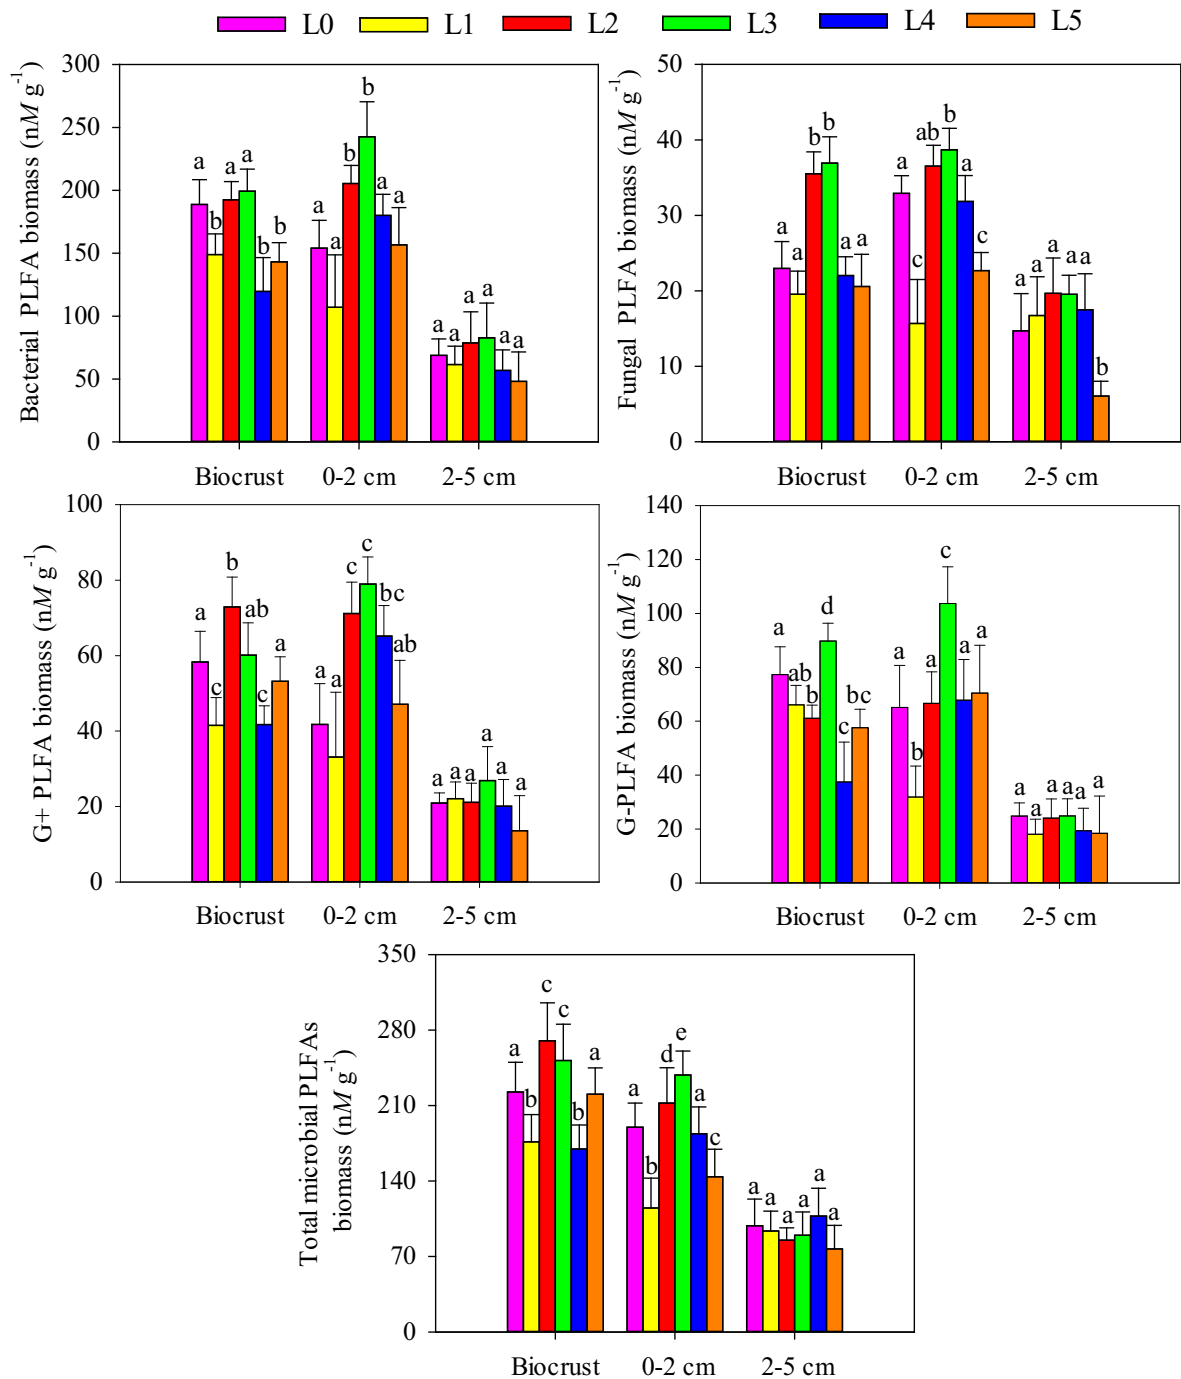 L0 L1 L2 L3 L4 L5
Bacterial PLFA biomass (nM g-1)
300
250
200
150
100
50
0
a b a a b b
a a b b a a
a a a a a a
Biocrust 0-2 cm 2-5 cm
Fungal PLFA biomass (nM g-1)
50
40
30
20
10
0
a a b b a a
a c ab b a c
a a a a a b
Biocrust 0-2 cm 2-5 cm
G+ PLFA biomass (nM g-1)
100
80
60
40
20
0
a c b ab c a
a a c c bc ab
a a a a a a
Biocrust 0-2 cm 2-5 cm
G-PLFA biomass (nM g-1)
140
120
100
80
60
40
20
0
a ab b d c bc
a b a c a a
a a a a a a
Biocrust 0-2 cm 2-5 cm
Total microbial PLFAs
biomass (nM g-1)
350
280
210
140
70
0
a b c c b a
a b d e a c
a a a a a a
Biocrust 0-2 cm 2-5 cm